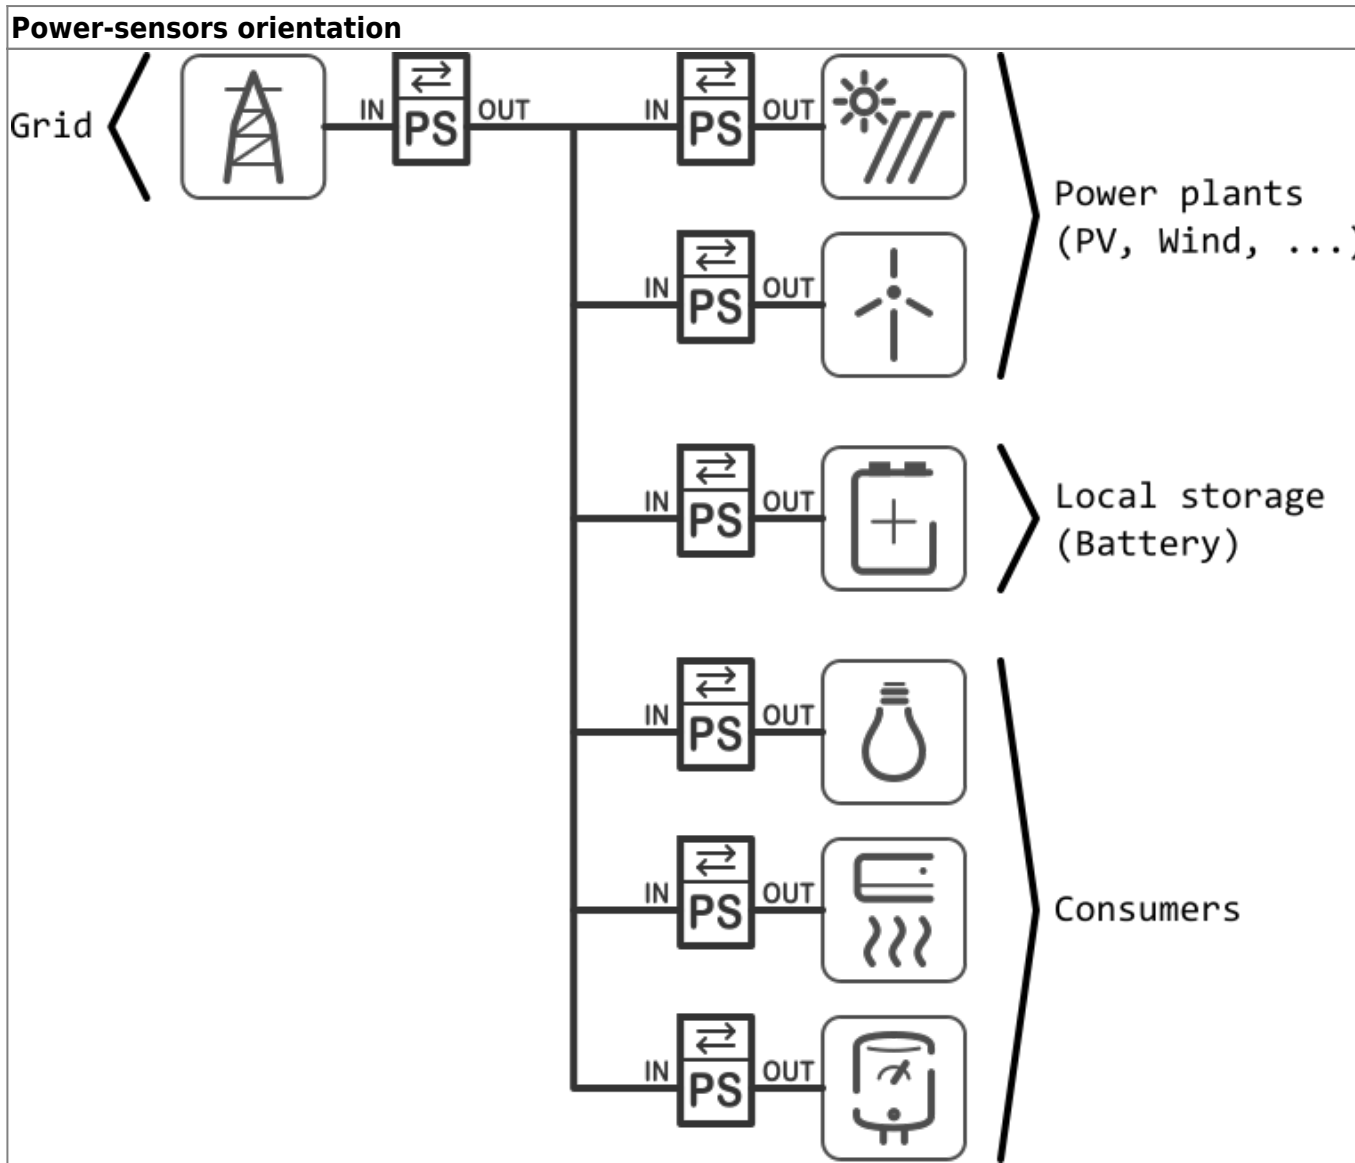 Power-sensors orientation
Grid
IN PS OUT
IN PS OUT
Power plants
(PV, Wind, ...)
IN PS OUT
IN PS OUT
Local storage
(Battery)
IN PS OUT
IN PS OUT
Consumers
IN PS OUT